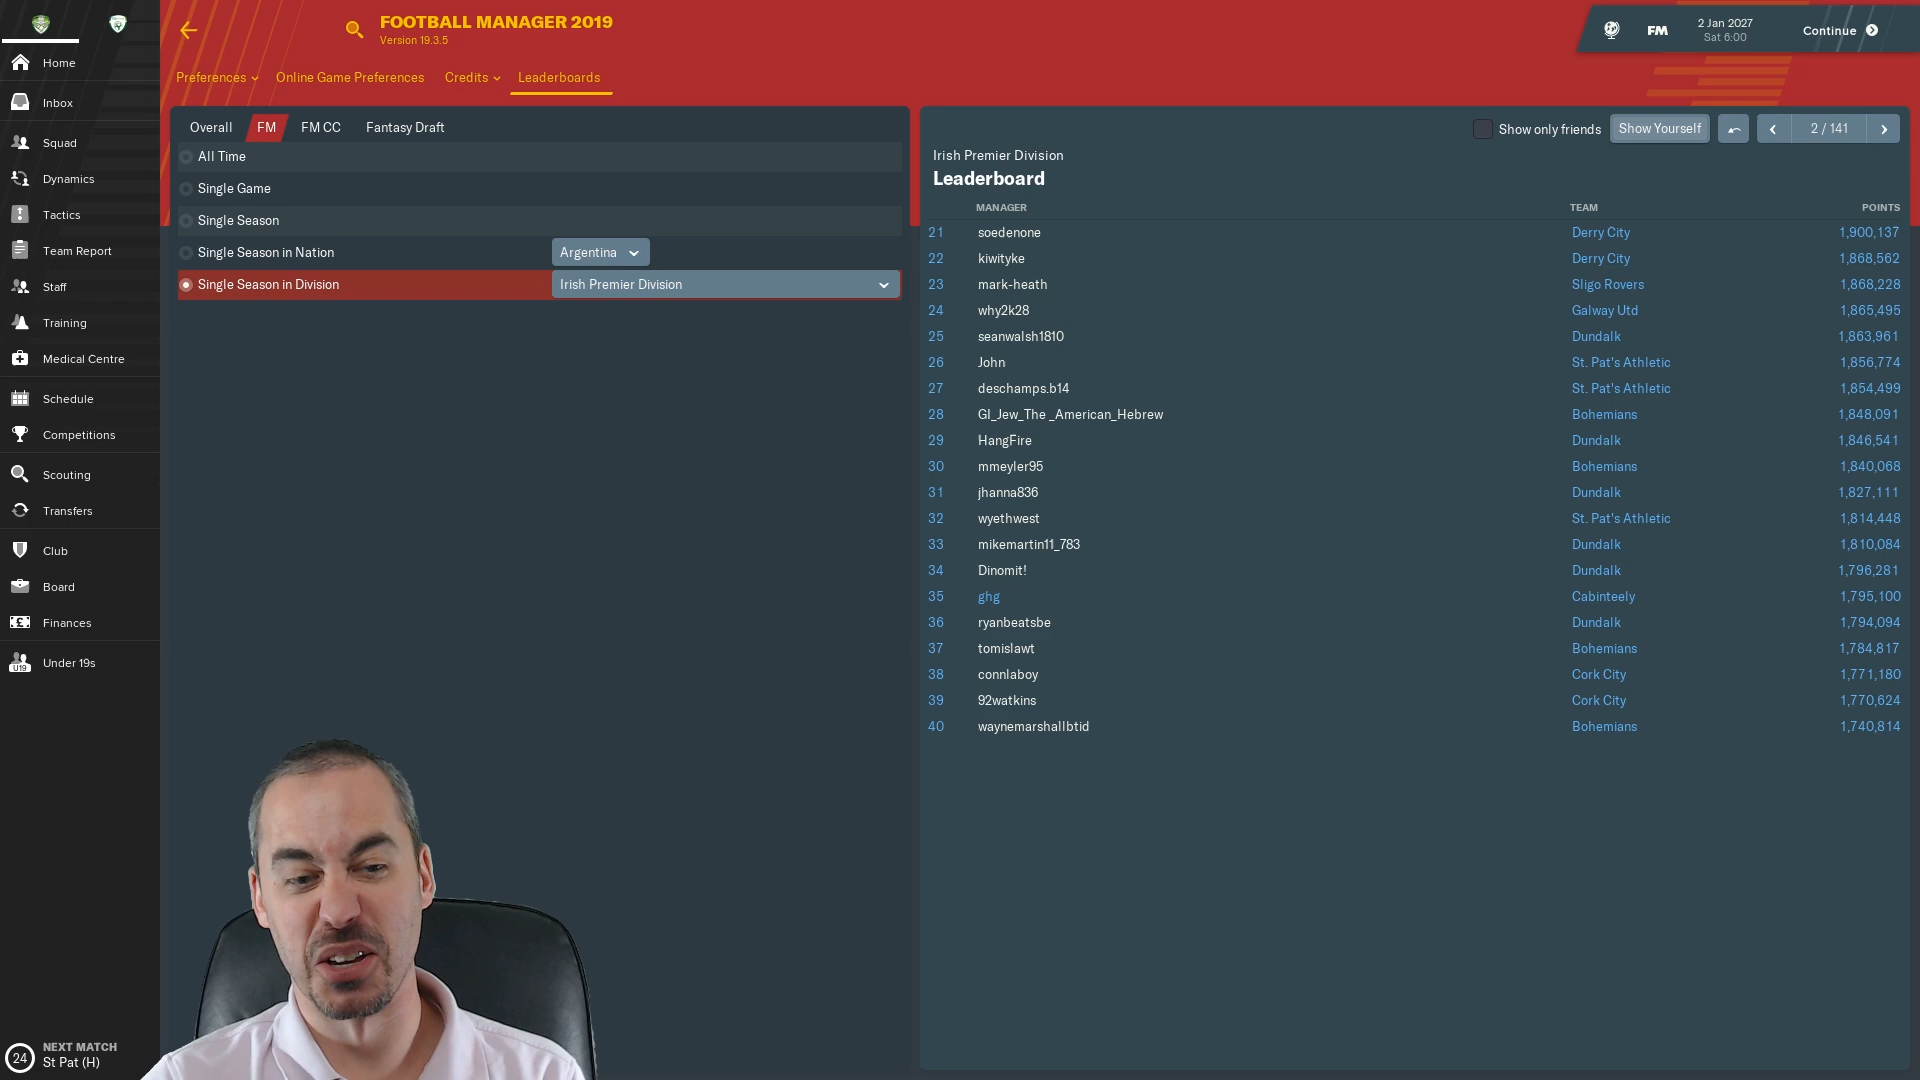 FOOTBALL MANAGER 2019
Version 19.3.5
FM
2 Jan 2027
Sat 6:00
Continue
Preferences
Online Game Preferences
Credits
Leaderboards
Home
Inbox
Squad
Dynamics
Tactics
Team Report
Staff
Training
Medical Centre
Schedule
Competitions
Scouting
Transfers
Club
Board
Finances
U19
Under 19s
24
NEXT MATCH
St Pat (H)
Overall
FM
FM CC
Fantasy Draft
All Time
Single Game
Single Season
Single Season in Nation
Argentina
Single Season in Division
Irish Premier Division
Show only friends
Show Yourself
2 / 141
Irish Premier Division
Leaderboard
MANAGER TEAM POINTS
21 soedenone Derry City 1,900,137
22 kiwityke Derry City 1,868,562
23 mark-heath Sligo Rovers 1,868,228
24 why2k28 Galway Utd 1,865,495
25 seanwalsh1810 Dundalk 1,863,961
26 John St. Pat's Athletic 1,856,774
27 deschamps.b14 St. Pat's Athletic 1,854,499
28 GI_Jew_The _American_Hebrew Bohemians 1,848,091
29 HangFire Dundalk 1,846,541
30 mmeyler95 Bohemians 1,840,068
31 jhanna836 Dundalk 1,827,111
32 wyethwest St. Pat's Athletic 1,814,448
33 mikemartin11_783 Dundalk 1,810,084
34 Dinomit! Dundalk 1,796,281
35 ghg Cabinteely 1,795,100
36 ryanbeatsbe Dundalk 1,794,094
37 tomislawt Bohemians 1,784,817
38 connlaboy Cork City 1,771,180
39 92watkins Cork City 1,770,624
40 waynemarshallbtid Bohemians 1,740,814